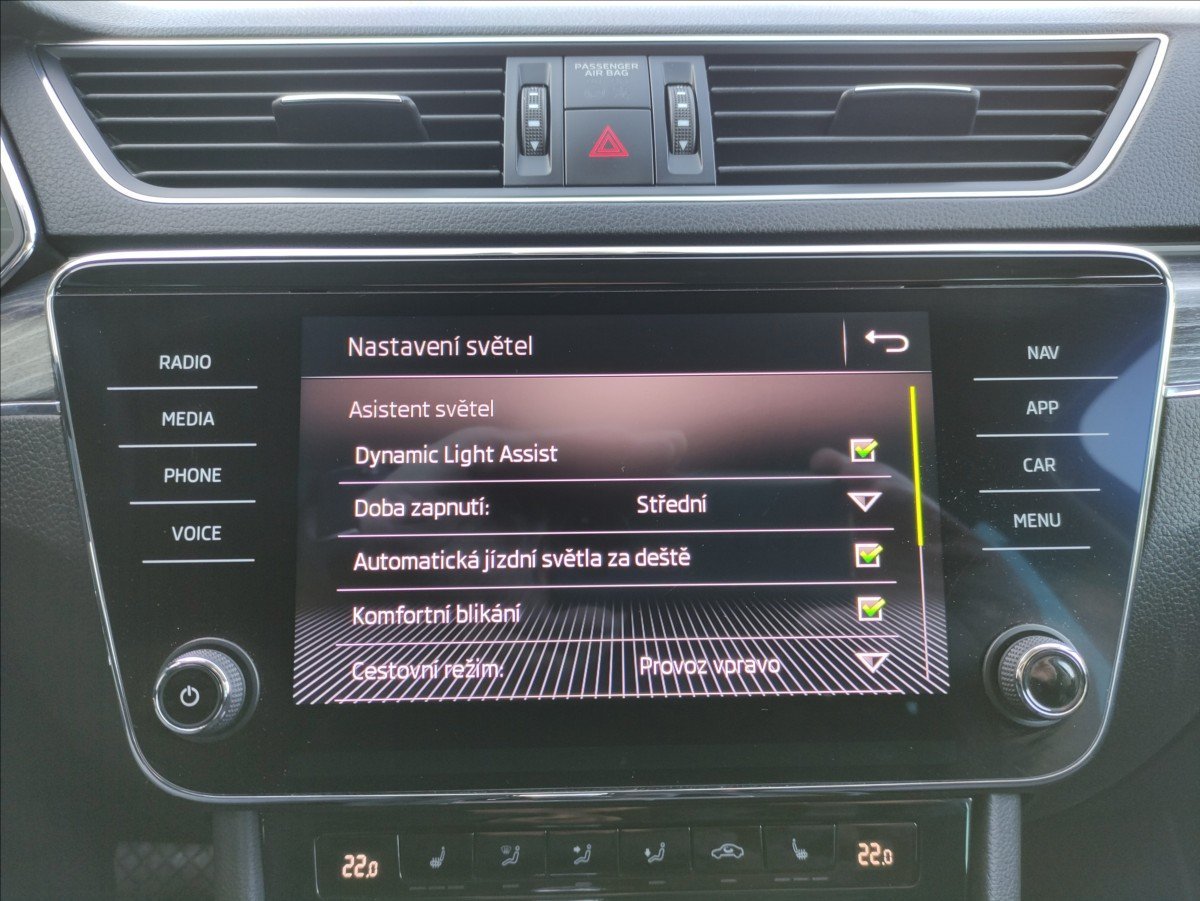 PASSENGER
AIR BAG
RADIO
MEDIA
PHONE
VOICE
Nastavení světel
Asistent světel
Dynamic Light Assist
Doba zapnutí: Střední
Automatická jízdní světla za deště
Komfortní blikání
Cestovní režim: Provoz vpravo
NAV
APP
CAR
MENU
22,0
22,0